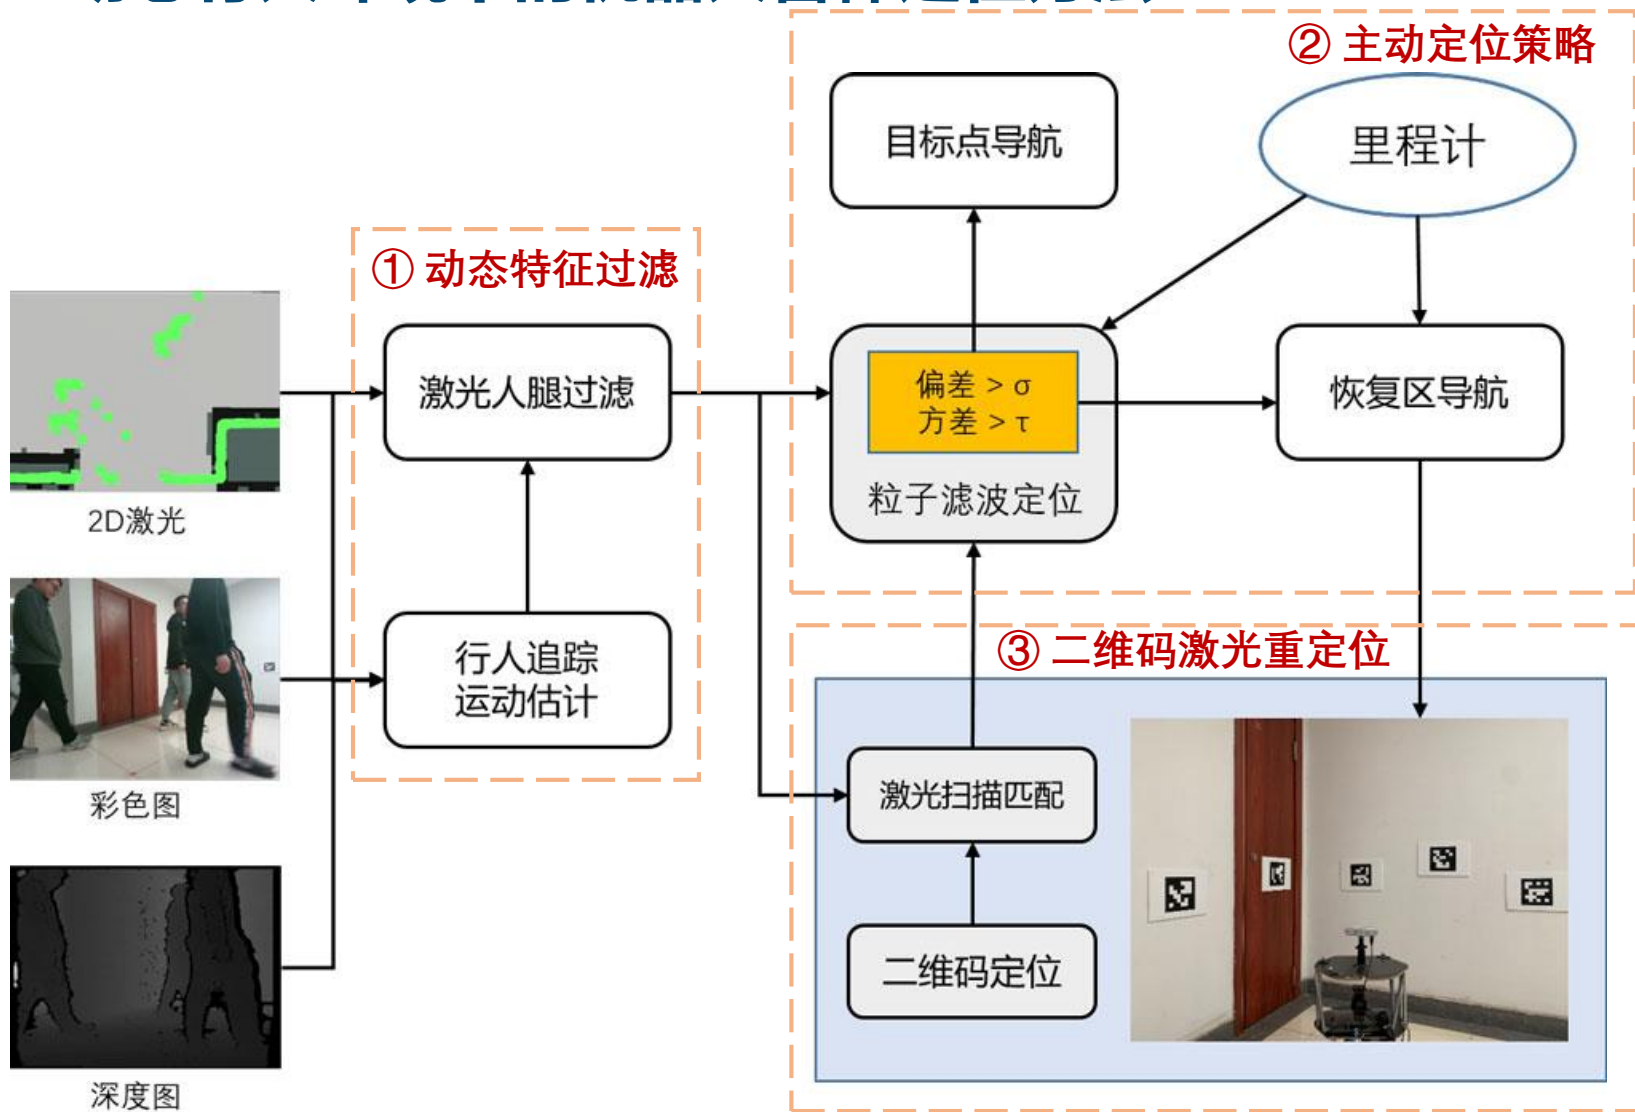 ② 主动定位策略
目标点导航
里程计
① 动态特征过滤
激光人腿过滤
偏差 > σ
方差 > τ
粒子滤波定位
恢复区导航
2D激光
行人追踪
运动估计
彩色图
③ 二维码激光重定位
激光扫描匹配
二维码定位
深度图